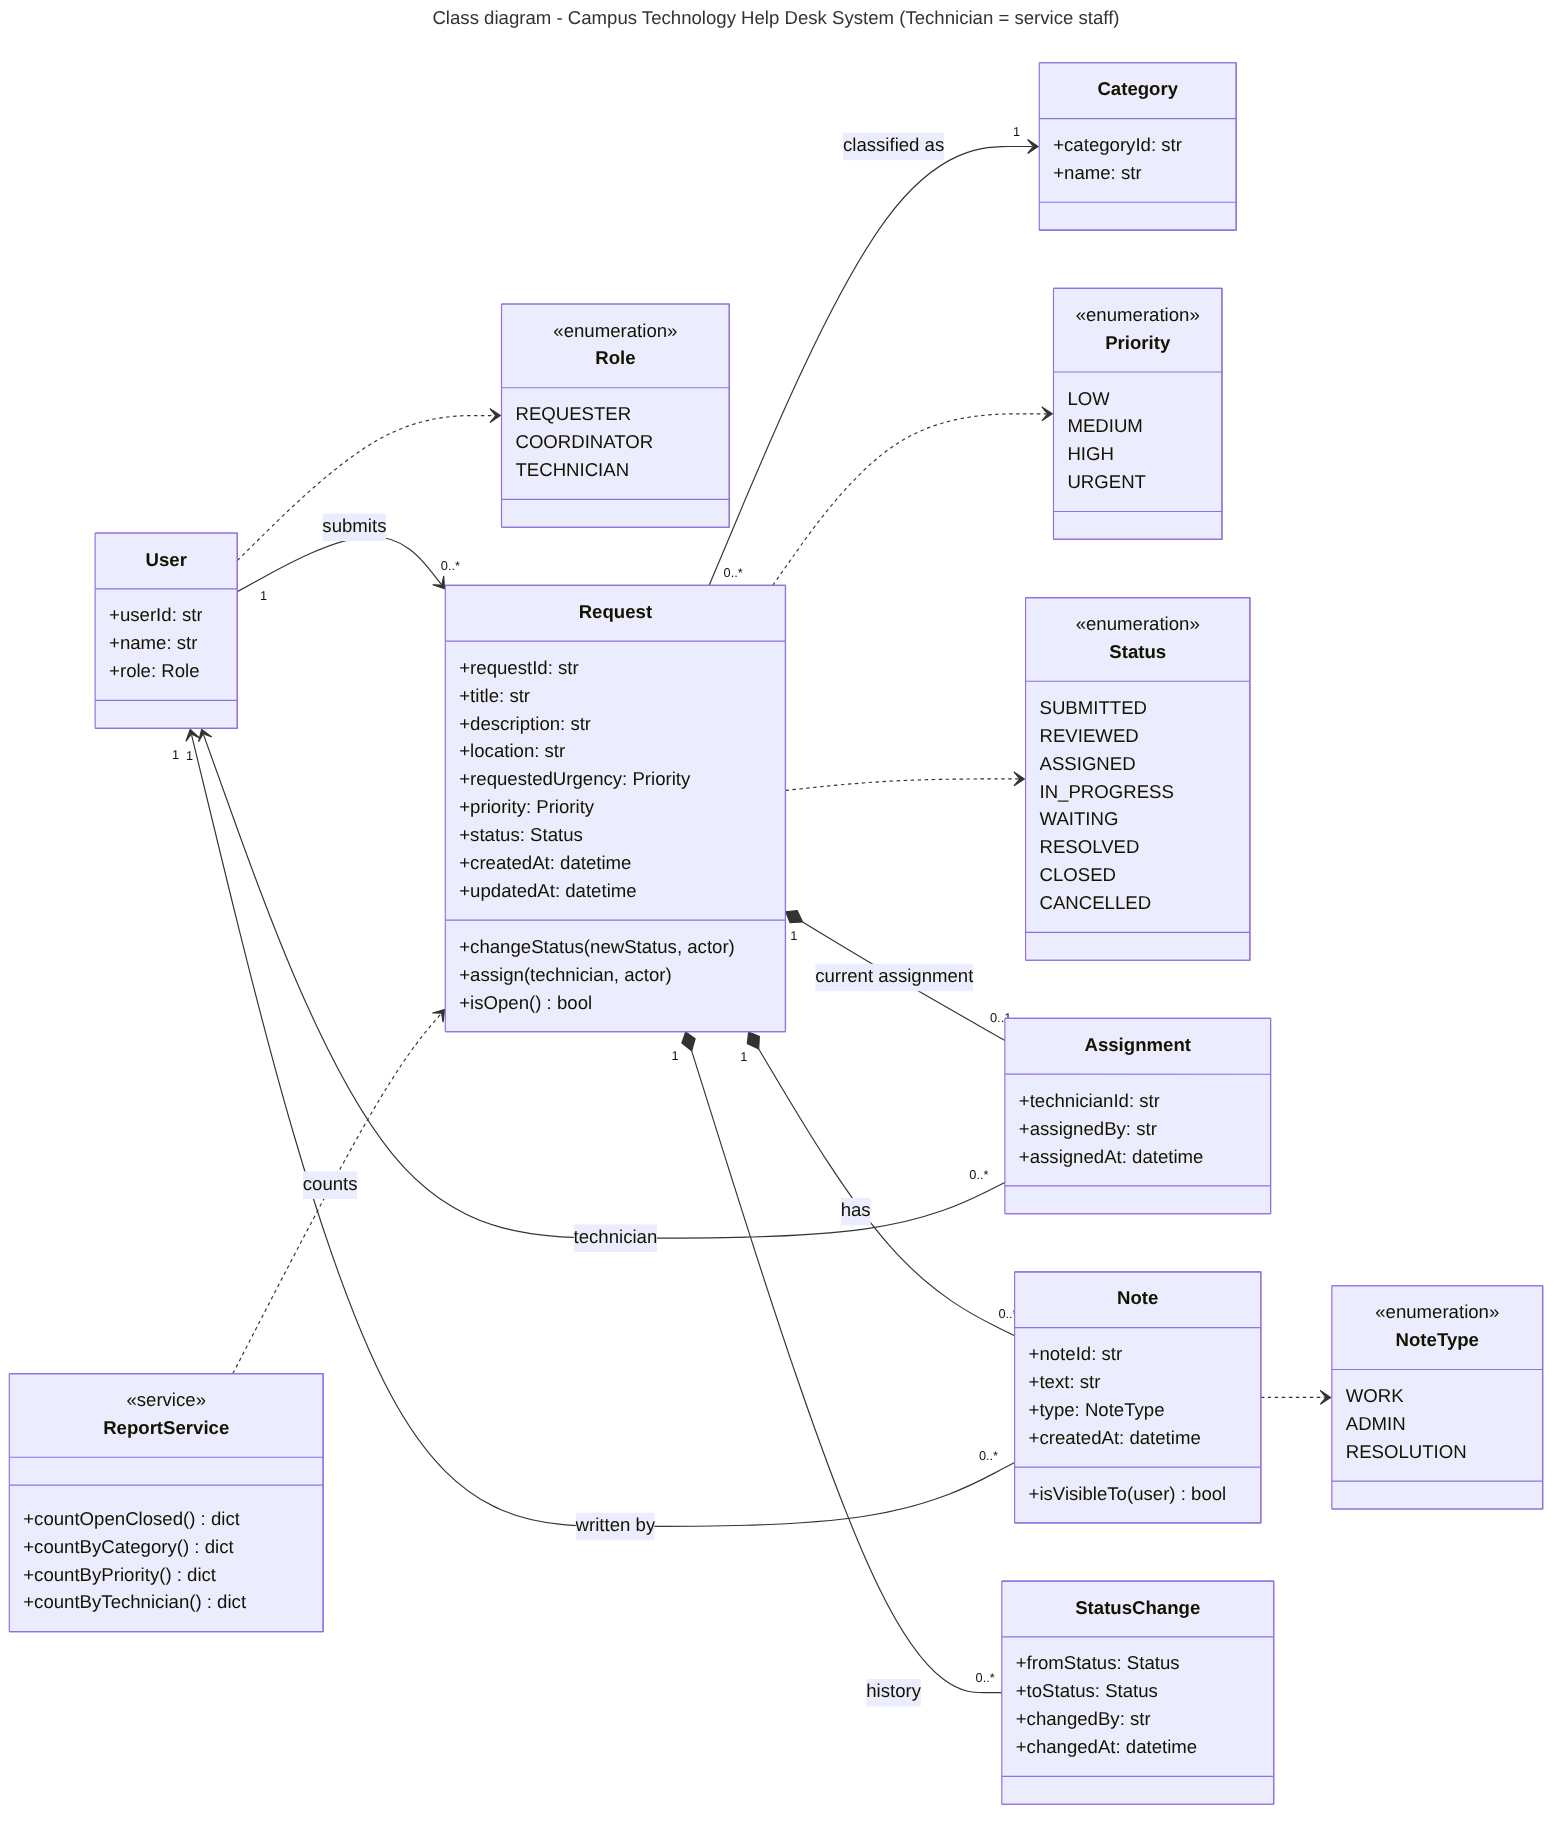 Class diagram - Campus Technology Help Desk System (Technician = service staff)
Category
+categoryId: str
+name: str
classified as
1
0..*
«enumeration»
Priority
LOW
MEDIUM
HIGH
URGENT
«enumeration»
Role
REQUESTER
COORDINATOR
TECHNICIAN
submits
1
0..*
User
+userId: str
+name: str
+role: Role
1
1
Request
+requestId: str
+title: str
+description: str
+location: str
+requestedUrgency: Priority
+priority: Priority
+status: Status
+createdAt: datetime
+updatedAt: datetime
+changeStatus(newStatus, actor)
+assign(technician, actor)
+isOpen() : bool
«enumeration»
Status
SUBMITTED
REVIEWED
ASSIGNED
IN_PROGRESS
WAITING
RESOLVED
CLOSED
CANCELLED
1
current assignment
0..1
1
1
Assignment
+technicianId: str
+assignedBy: str
+assignedAt: datetime
0..*
counts
technician
has
0..*
Note
+noteId: str
+text: str
+type: NoteType
+createdAt: datetime
+isVisibleTo(user) : bool
«enumeration»
NoteType
WORK
ADMIN
RESOLUTION
«service»
ReportService
+countOpenClosed() : dict
+countByCategory() : dict
+countByPriority() : dict
+countByTechnician() : dict
0..*
written by
StatusChange
+fromStatus: Status
+toStatus: Status
+changedBy: str
+changedAt: datetime
0..*
history